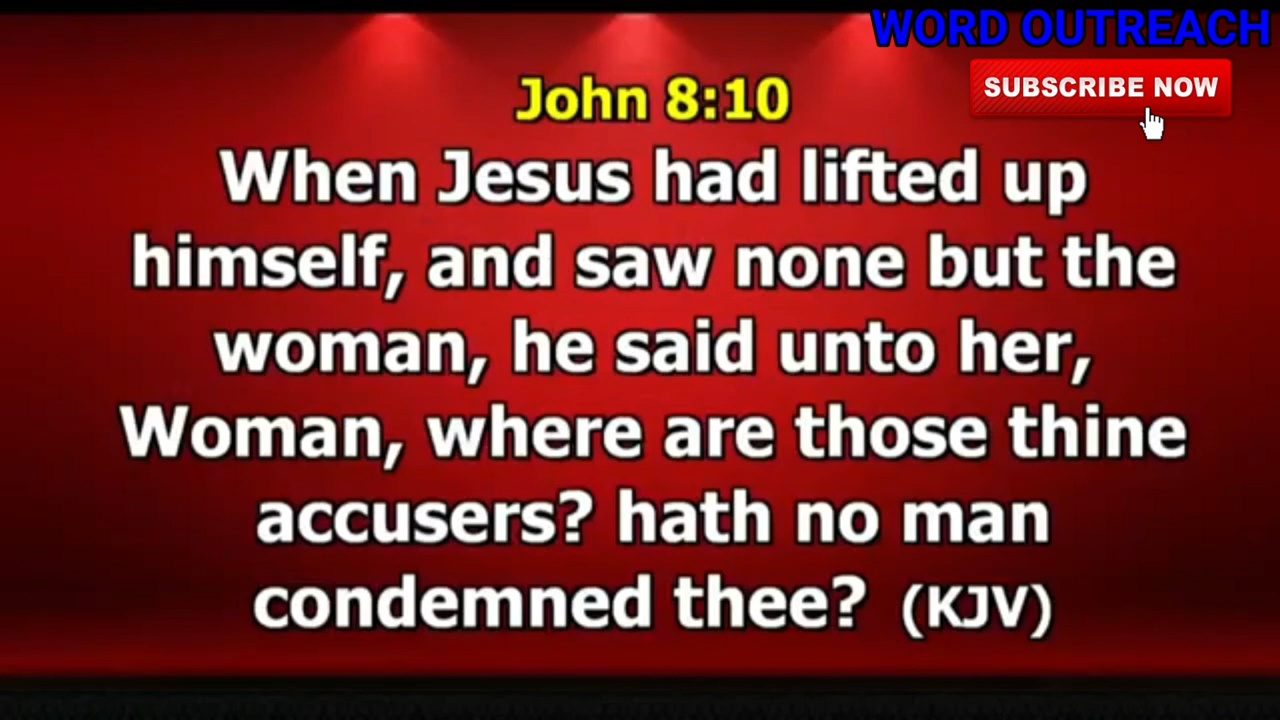 WORD OUTREACH
SUBSCRIBE NOW
John 8:10
When Jesus had lifted up
himself, and saw none but the
woman, he said unto her,
Woman, where are those thine
accusers? hath no man
condemned thee? (KJV)